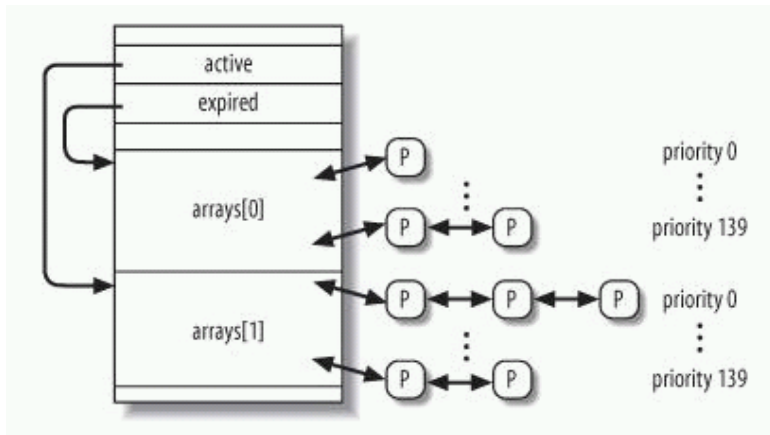 active
expired
P
priority 0
arrays[0]
P P
priority 139
P P P
priority 0
arrays[1]
P P
priority 139